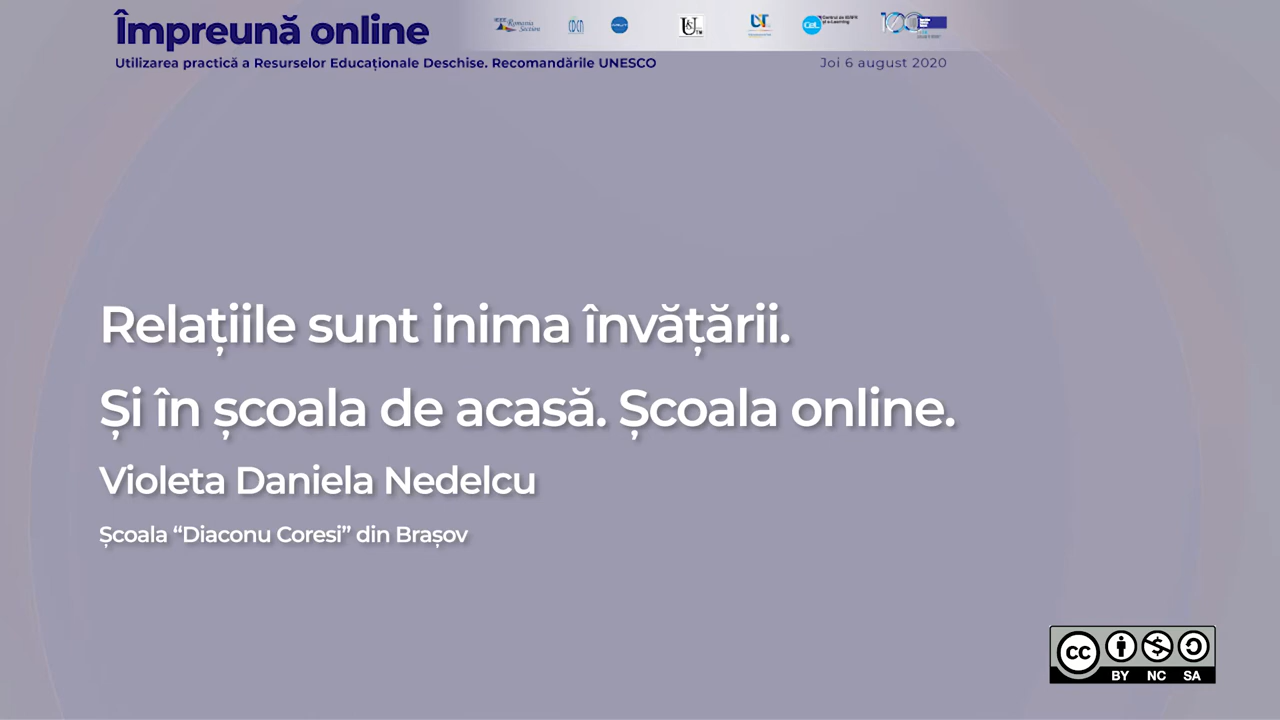 Împreună online
Utilizarea practică a Resurselor Educaționale Deschise. Recomandările UNESCO
Joi 6 august 2020
Relațiile sunt inima învățării.
Și în școala de acasă. Școala online.
Violeta Daniela Nedelcu
Școala “Diaconu Coresi” din Brașov
CC
BY NC SA